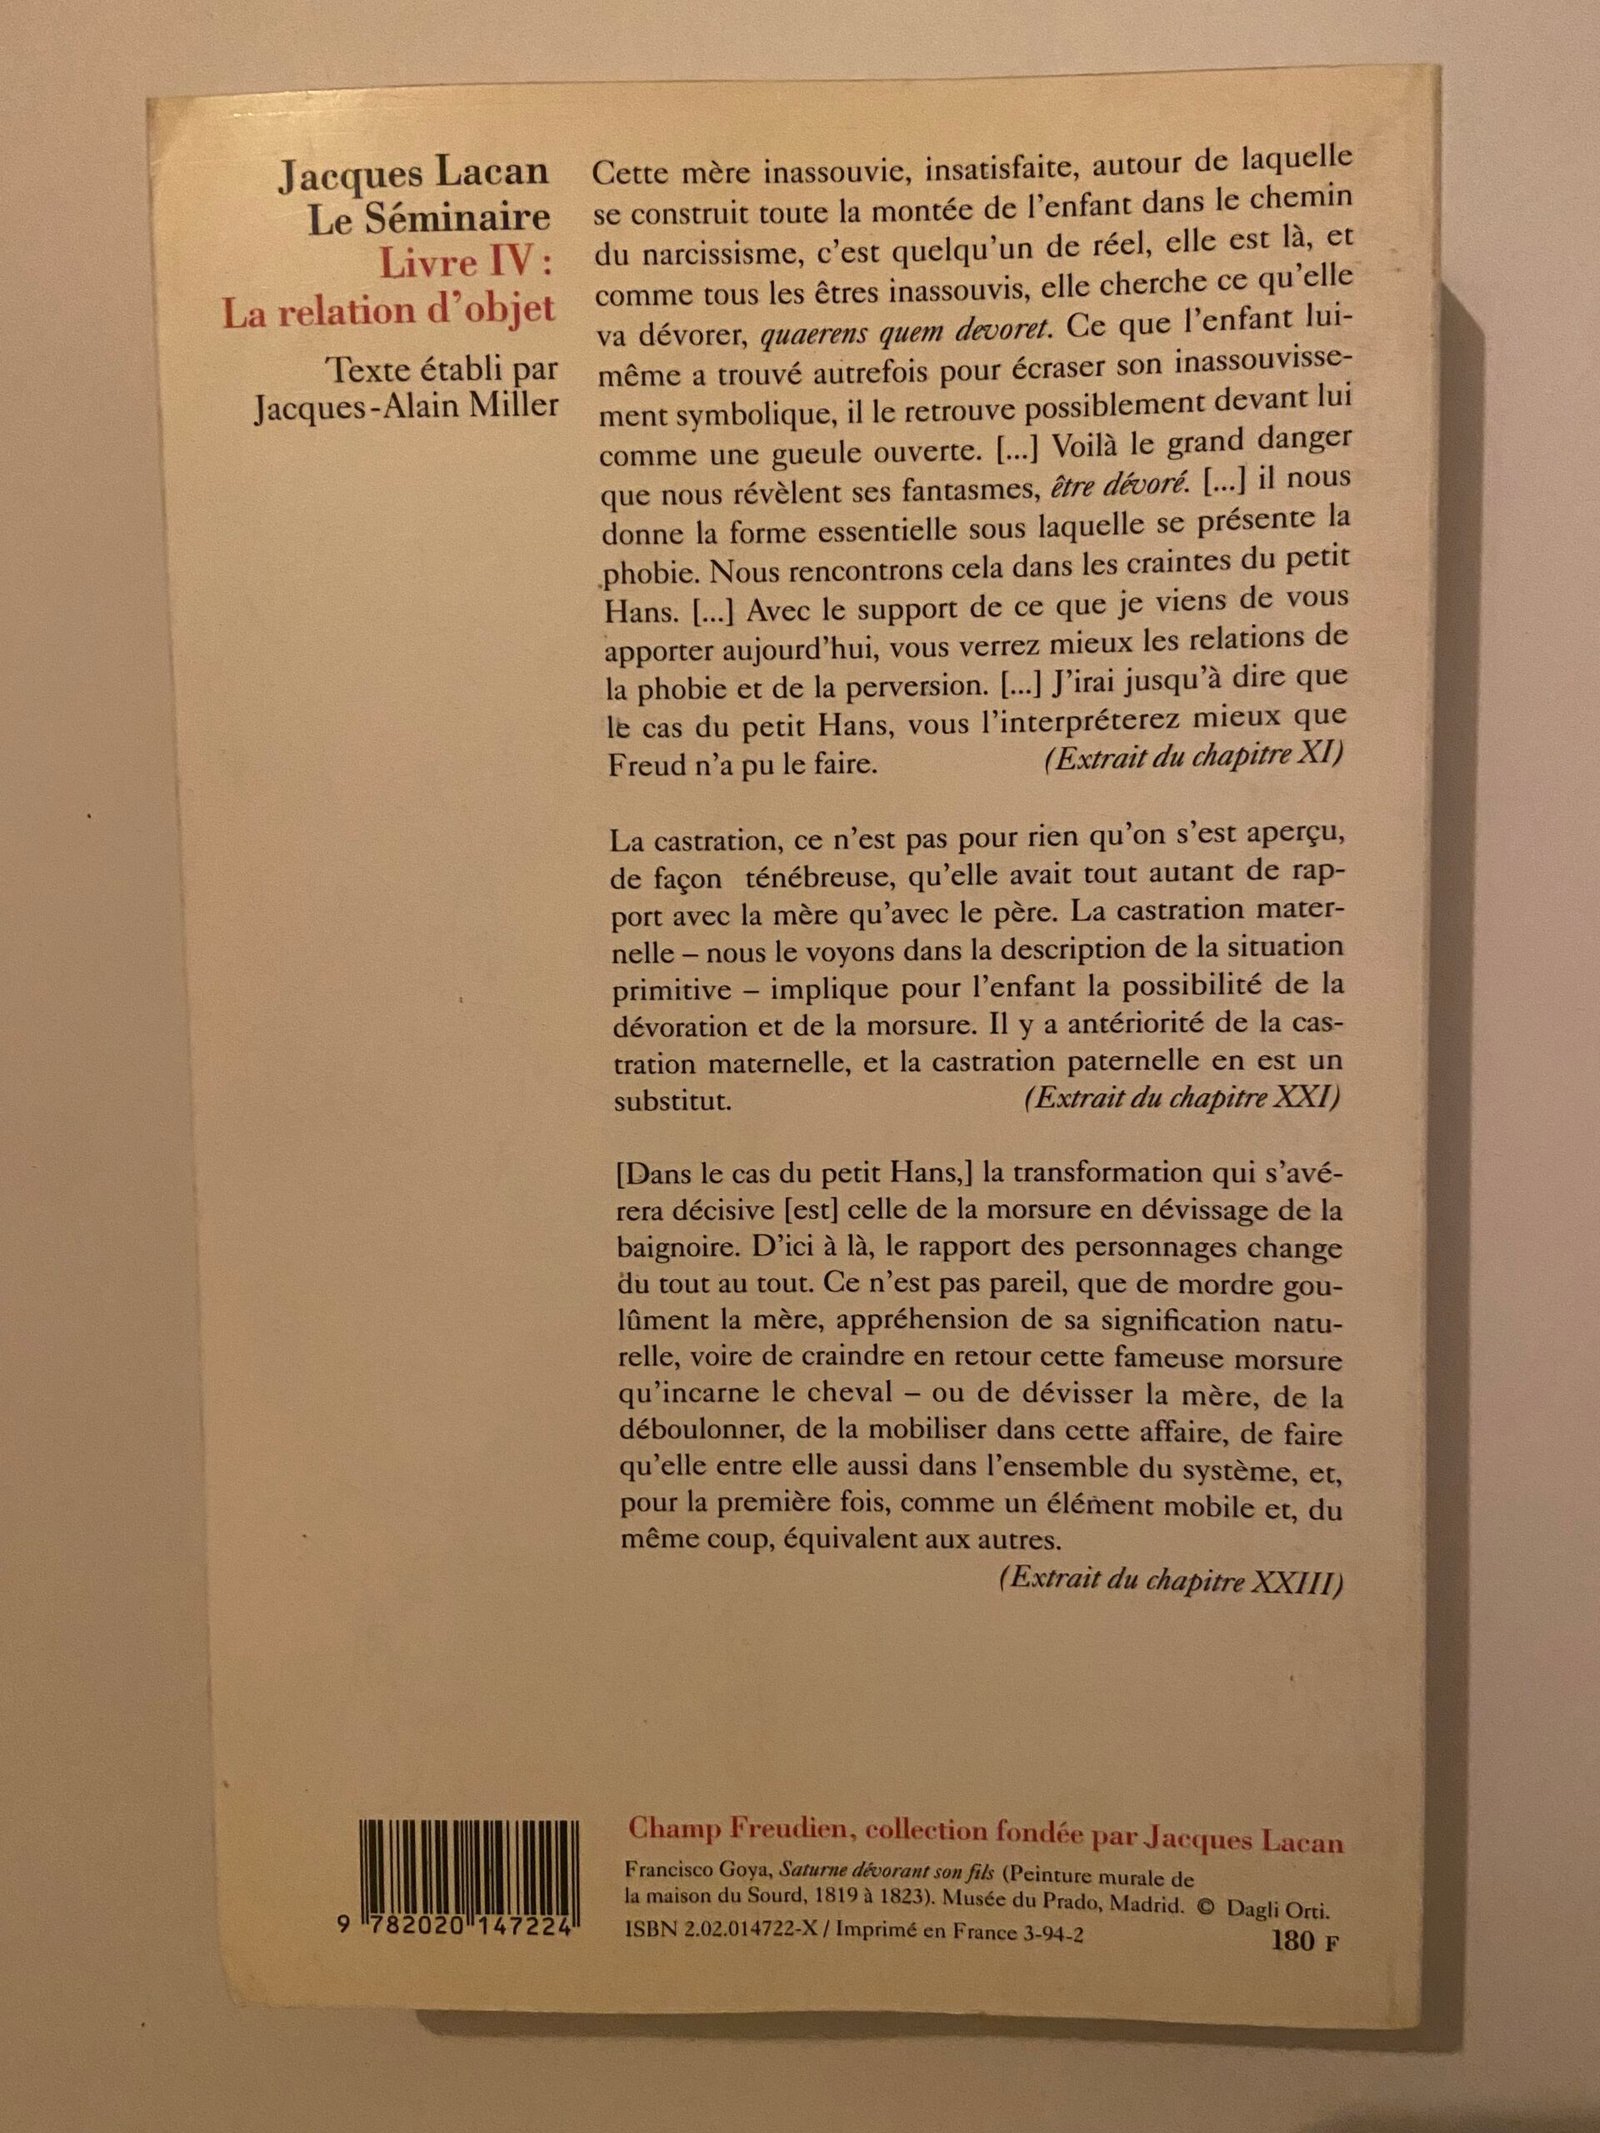 Jacques Lacan
Le Séminaire
Livre IV :
La relation d'objet
Texte établi par
Jacques-Alain Miller
Cette mère inassouvie, insatisfaite, autour de laquelle
se construit toute la montée de l'enfant dans le chemin
du narcissisme, c'est quelqu'un de réel, elle est là, et
comme tous les êtres inassouvis, elle cherche ce qu'elle
va dévorer, quaerens quem devoret. Ce que l'enfant lui-
même a trouvé autrefois pour écraser son inassouvisse-
ment symbolique, il le retrouve possiblement devant lui
comme une gueule ouverte. [...] Voilà le grand danger
que nous révèlent ses fantasmes, être dévoré. [...] il nous
donne la forme essentielle sous laquelle se présente la
phobie. Nous rencontrons cela dans les craintes du petit
Hans. [...] Avec le support de ce que je viens de vous
apporter aujourd'hui, vous verrez mieux les relations de
la phobie et de la perversion. [...] J'irai jusqu'à dire que
le cas du petit Hans, vous l'interpréterez mieux que
Freud n'a pu le faire. (Extrait du chapitre XI)
La castration, ce n'est pas pour rien qu'on s'est aperçu,
de façon ténébreuse, qu'elle avait tout autant de rap-
port avec la mère qu'avec le père. La castration mater-
nelle – nous le voyons dans la description de la situation
primitive – implique pour l'enfant la possibilité de la
dévoration et de la morsure. Il y a antériorité de la cas-
tration maternelle, et la castration paternelle en est un
substitut. (Extrait du chapitre XXI)
[Dans le cas du petit Hans,] la transformation qui s'avé-
rera décisive [est] celle de la morsure en dévissage de la
baignoire. D'ici à là, le rapport des personnages change
du tout au tout. Ce n'est pas pareil, que de mordre gou-
lûment la mère, appréhension de sa signification natu-
relle, voire de craindre en retour cette fameuse morsure
qu'incarne le cheval – ou de dévisser la mère, de la
déboulonner, de la mobiliser dans cette affaire, de faire
qu'elle entre elle aussi dans l'ensemble du système, et,
pour la première fois, comme un élément mobile et, du
même coup, équivalent aux autres.
(Extrait du chapitre XXIII)
Champ Freudien, collection fondée par Jacques Lacan
Francisco Goya, Saturne dévorant son fils (Peinture murale de
la maison du Sourd, 1819 à 1823). Musée du Prado, Madrid. © Dagli Orti.
ISBN 2.02.014722-X / Imprimé en France 3-94-2
180 F
9 782020 147224